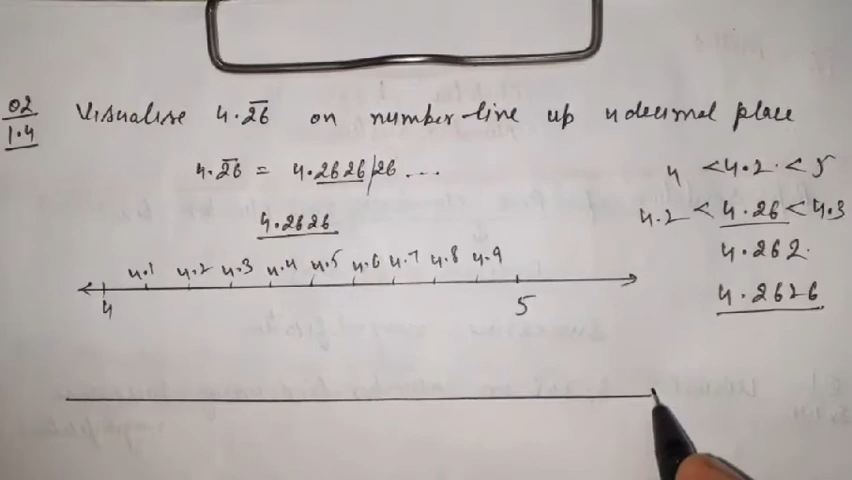 Q2
1.4
Visualise 4.26̅ on number line up 4 decimal place
4.2̅6̅ = 4.2626/26 ...
4.2626
4 < 4.2 < 5
4.2 < 4.26 < 4.3
4.262
4.2626
4.1 4.2 4.3 4.4 4.5 4.6 4.7 4.8 4.9
4 5